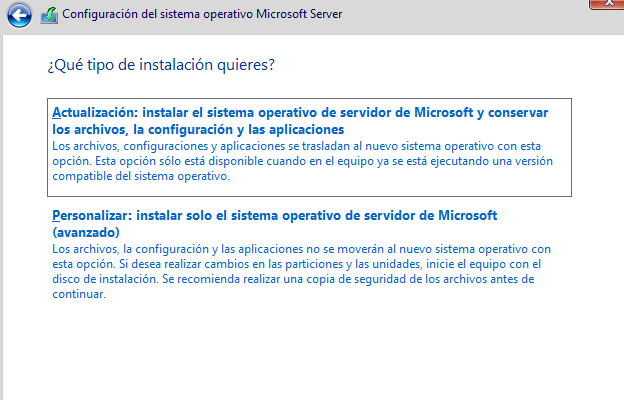 Configuración del sistema operativo Microsoft Server
¿Qué tipo de instalación quieres?
Actualización: instalar el sistema operativo de servidor de Microsoft y conservar
los archivos, la configuración y las aplicaciones
Los archivos, configuraciones y aplicaciones se trasladan al nuevo sistema operativo con esta
opción. Esta opción sólo está disponible cuando en el equipo ya se está ejecutando una versión
compatible del sistema operativo.
Personalizar: instalar solo el sistema operativo de servidor de Microsoft
(avanzado)
Los archivos, la configuración y las aplicaciones no se moverán al nuevo sistema operativo con
esta opción. Si desea realizar cambios en las particiones y las unidades, inicie el equipo con el
disco de instalación. Se recomienda realizar una copia de seguridad de los archivos antes de
continuar.